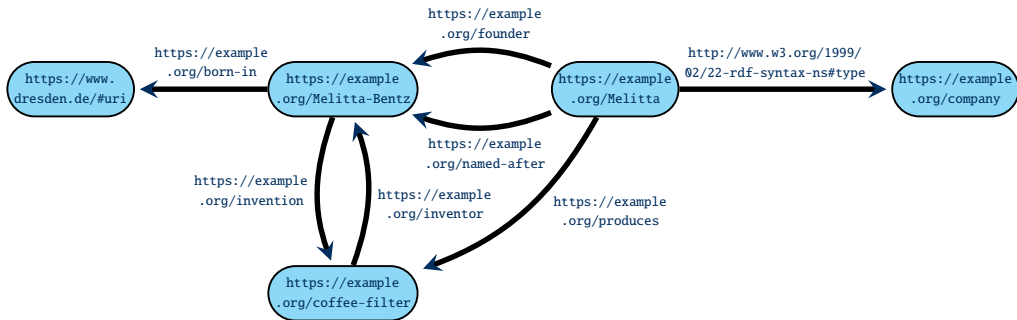 https://example
.org/founder
https://example
.org/born-in
http://www.w3.org/1999/
02/22-rdf-syntax-ns#type
https://www.
dresden.de/#uri
https://example
.org/Melitta-Bentz
https://example
.org/Melitta
https://example
.org/company
https://example
.org/named-after
https://example
.org/invention
https://example
.org/inventor
https://example
.org/produces
https://example
.org/coffee-filter